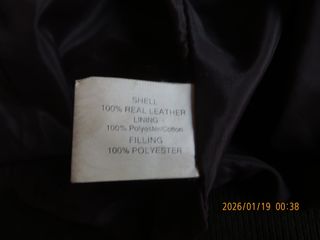 SHELL
100% REAL LEATHER
LINING
100% Polyester/Cotton
FILLING
100% POLYESTER
2026/01/19 00:38